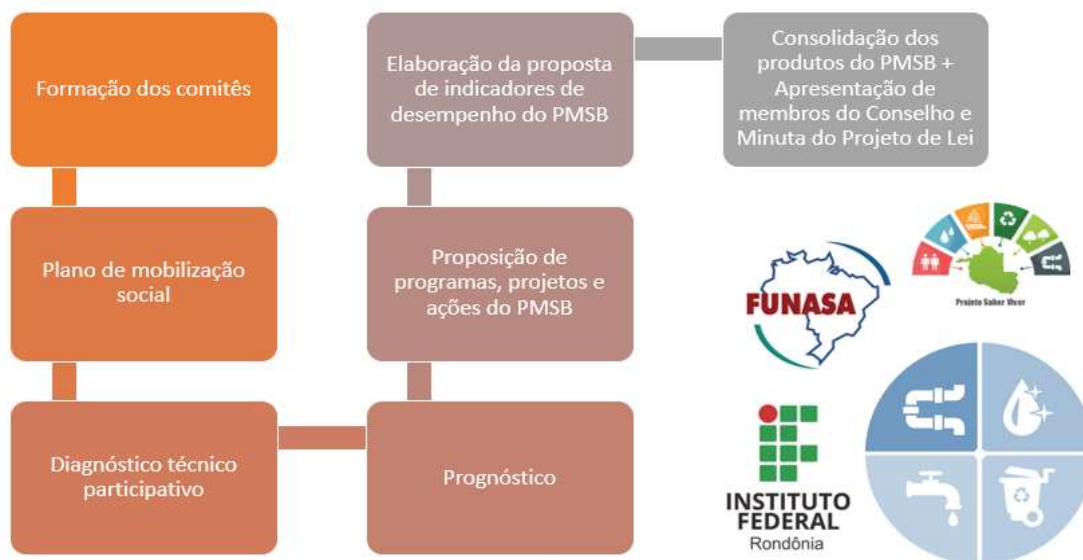 Formação dos comitês
Plano de mobilização
social
Diagnóstico técnico
participativo
Prognóstico
Proposição de
programas, projetos e
ações do PMSB
Elaboração da proposta
de indicadores de
desempenho do PMSB
Consolidação dos
produtos do PMSB +
Apresentação de
membros do Conselho e
Minuta do Projeto de Lei
Projeto Saber Viver
FUNASA
INSTITUTO
FEDERAL
Rondônia